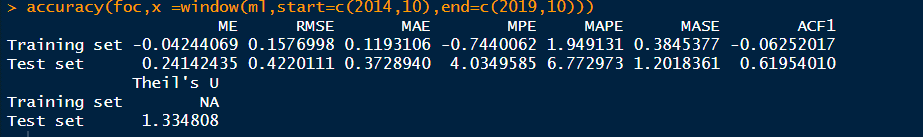 > accuracy(foc,x =window(ml,start=c(2014,10),end=c(2019,10)))
                      ME      RMSE       MAE        MPE     MAPE      MASE        ACF1
Training set -0.04244069 0.1576998 0.1193106 -0.7440062 1.949131 0.3845377 -0.06252017
Test set      0.24142435 0.4220111 0.3728940  4.0349585 6.772973 1.2018361  0.61954010
             Theil's U
Training set        NA
Test set      1.334808